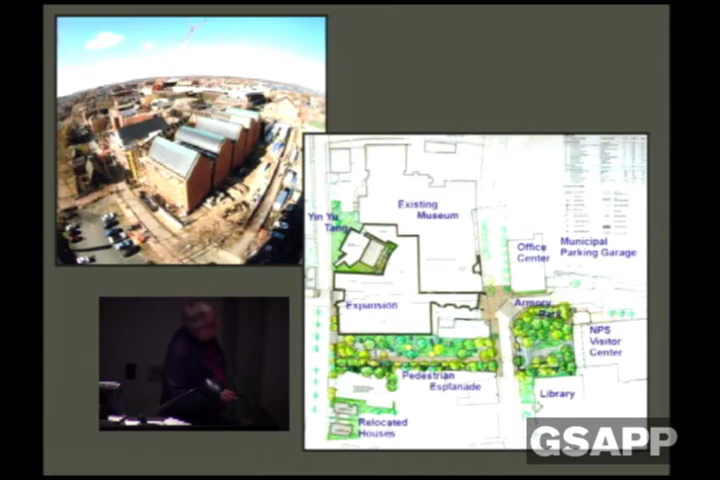 Existing
Museum
Yin Yu
Tang
Office
Center
Municipal
Parking Garage
Expansion
Armory
Park
NPS
Visitor
Center
Pedestrian
Esplanade
Library
Relocated
Houses
GSAPP